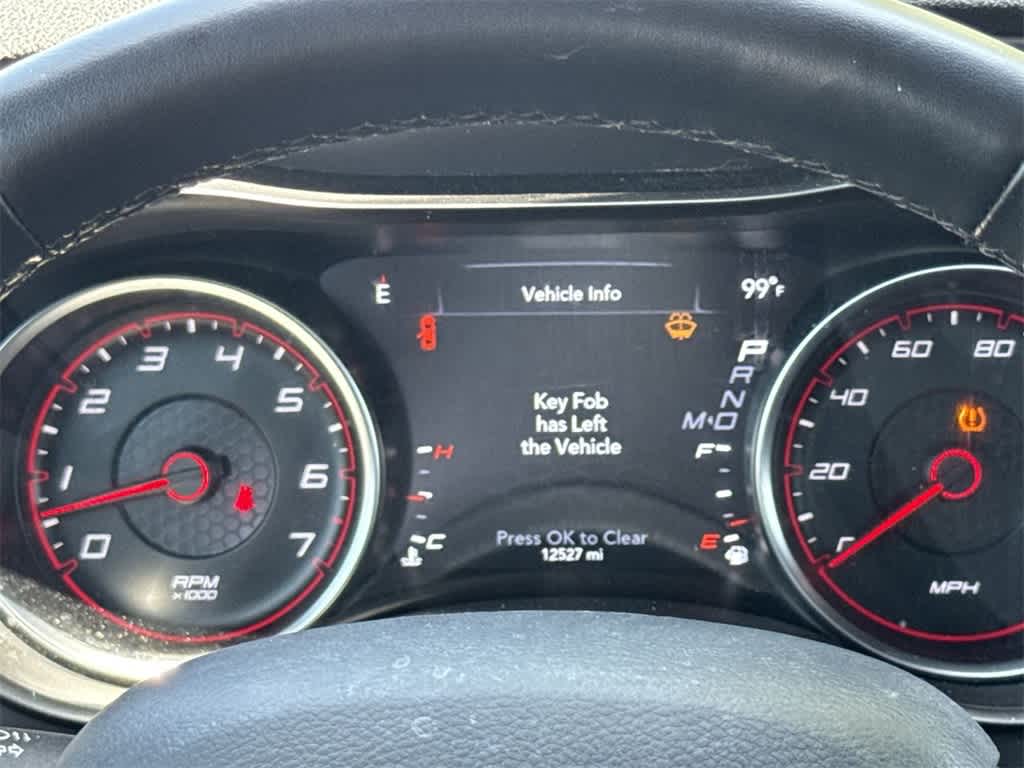 E
Vehicle Info
99°F
P
R
N
M D
Key Fob
has Left
the Vehicle
Press OK to Clear
12527 mi
H
C
F
E
0
1
2
3
4
5
6
7
RPM
x1000
20
40
60
80
MPH